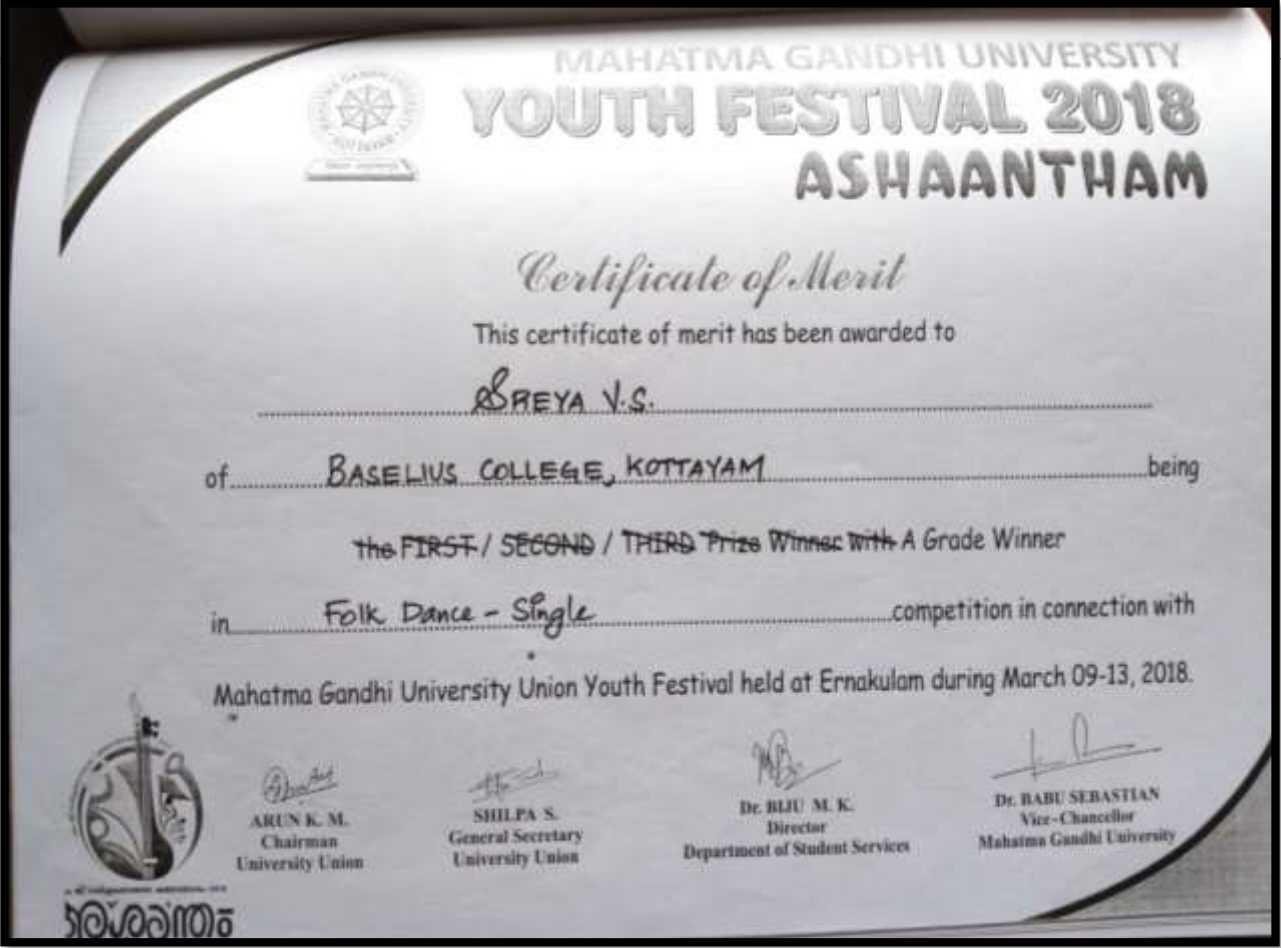 MAHATMA GANDHI UNIVERSITY
YOUTH FESTIVAL 2018
ASHAANTHAM
Certificate of Merit
This certificate of merit has been awarded to
SREYA V.S.
of BASELIUS COLLEGE, KOTTAYAM being
the FIRST / SECOND / THIRD Prize Winner with A Grade Winner
in Folk Dance - Single competition in connection with
Mahatma Gandhi University Union Youth Festival held at Ernakulam during March 09-13, 2018.
ARUN K. M.
Chairman
University Union
SHILPA S.
General Secretary
University Union
Dr. BIJU M. K.
Director
Department of Student Services
Dr. BABU SEBASTIAN
Vice-Chancellor
Mahatma Gandhi University